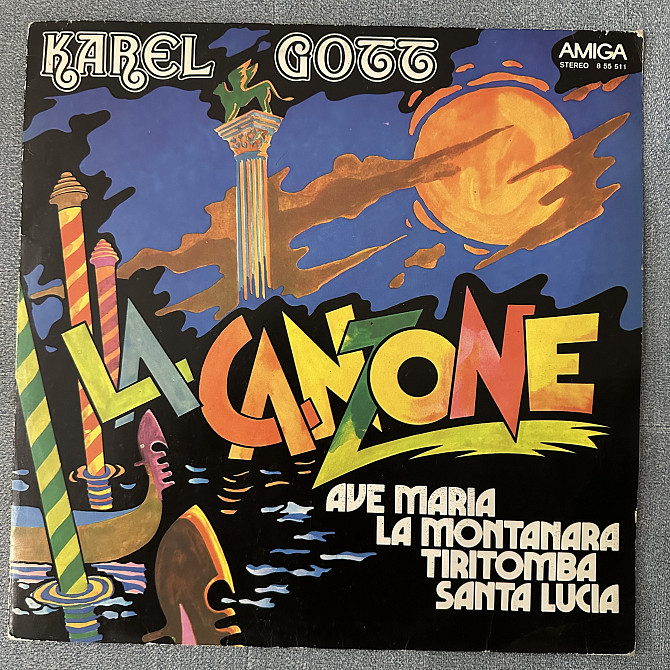 KAREL GOTT
AMIGA
STEREO 8 55 511
LA CANZONE
AVE MARIA
LA MONTANARA
TIRITOMBA
SANTA LUCIA